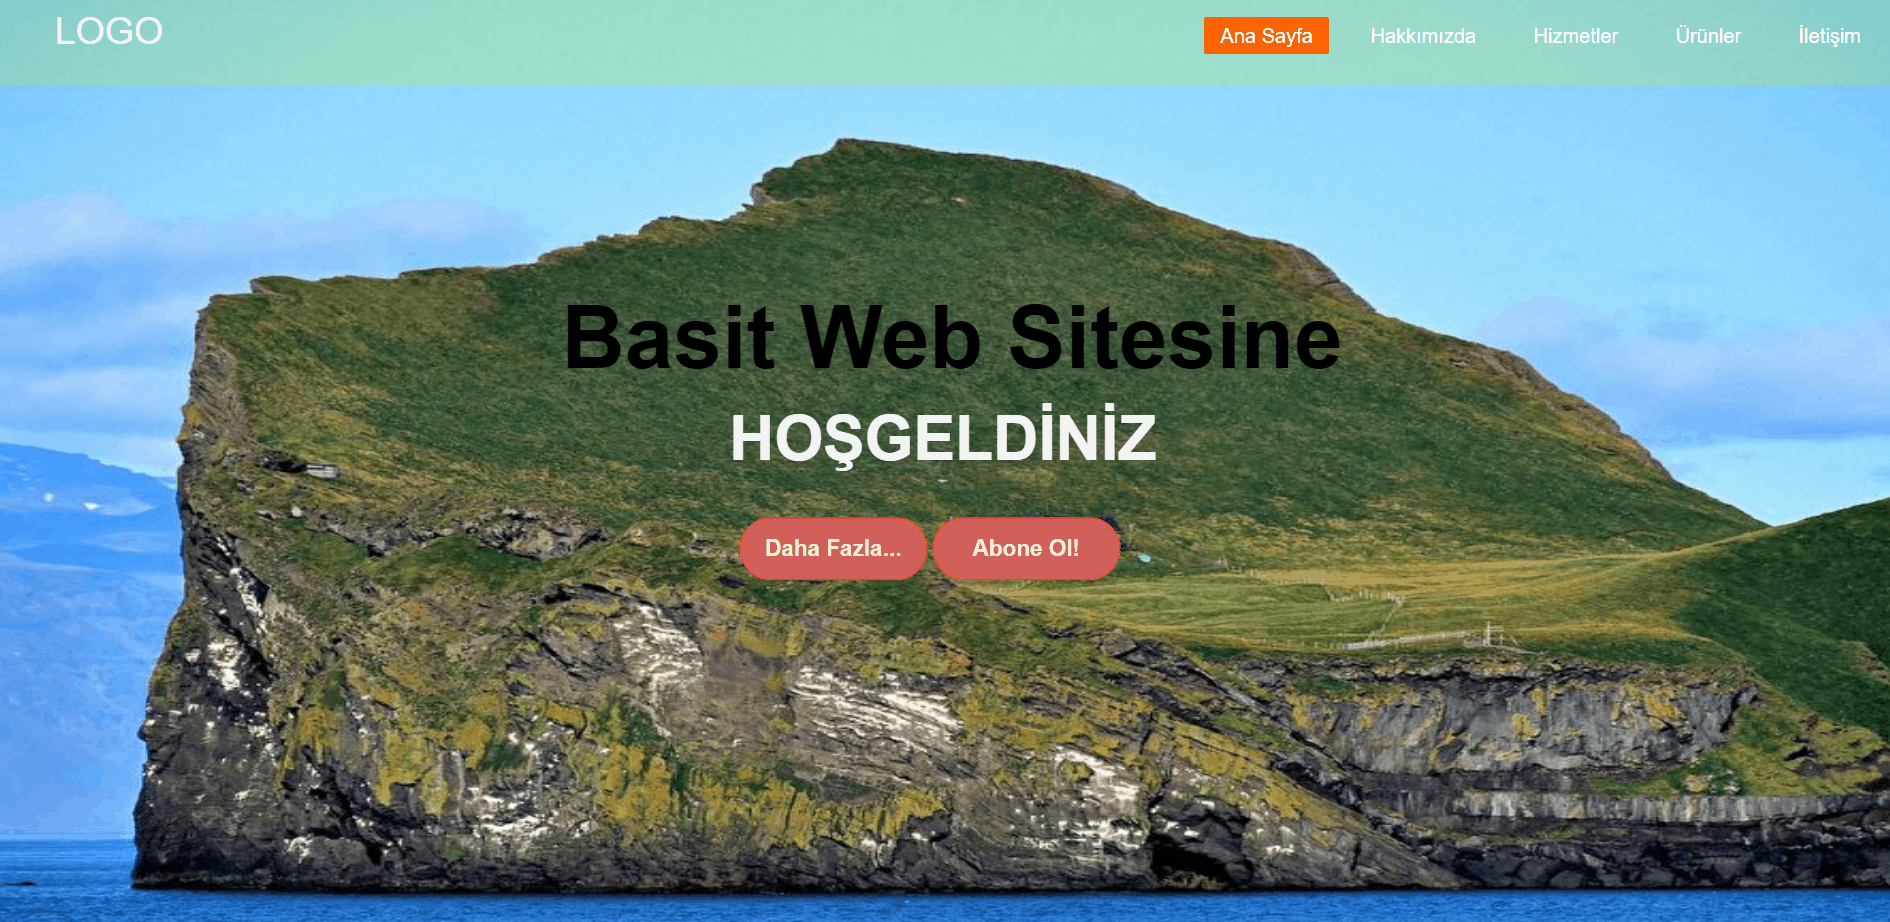 LOGO
Ana Sayfa Hakkımızda Hizmetler Ürünler İletişim
Basit Web Sitesine
HOŞGELDİNİZ
Daha Fazla... Abone Ol!